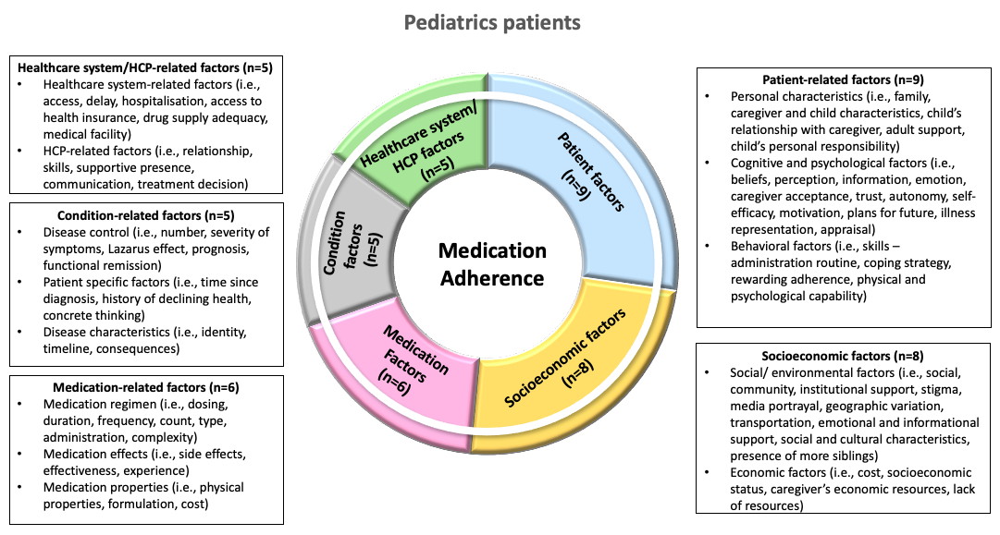 Pediatrics patients
Healthcare system/HCP-related factors (n=5)
• Healthcare system-related factors (i.e.,
access, delay, hospitalisation, access to
health insurance, drug supply adequacy,
medical facility)
• HCP-related factors (i.e., relationship,
skills, supportive presence,
communication, treatment decision)
Condition-related factors (n=5)
• Disease control (i.e., number, severity of
symptoms, Lazarus effect, prognosis,
functional remission)
• Patient specific factors (i.e., time since
diagnosis, history of declining health,
concrete thinking)
• Disease characteristics (i.e., identity,
timeline, consequences)
Medication-related factors (n=6)
• Medication regimen (i.e., dosing,
duration, frequency, count, type,
administration, complexity)
• Medication effects (i.e., side effects,
effectiveness, experience)
• Medication properties (i.e., physical
properties, formulation, cost)
Healthcare system/
HCP factors
(n=5)
Patient factors
(n=9)
Condition
factors
(n=5)
Medication
Adherence
Medication
Factors
(n=6)
Socioeconomic factors
(n=8)
Patient-related factors (n=9)
• Personal characteristics (i.e., family,
caregiver and child characteristics, child's
relationship with caregiver, adult support,
child's personal responsibility)
• Cognitive and psychological factors (i.e.,
beliefs, perception, information, emotion,
caregiver acceptance, trust, autonomy, self-
efficacy, motivation, plans for future, illness
representation, appraisal)
• Behavioral factors (i.e., skills –
administration routine, coping strategy,
rewarding adherence, physical and
psychological capability)
Socioeconomic factors (n=8)
• Social/ environmental factors (i.e., social,
community, institutional support, stigma,
media portrayal, geographic variation,
transportation, emotional and informational
support, social and cultural characteristics,
presence of more siblings)
• Economic factors (i.e., cost, socioeconomic
status, caregiver's economic resources, lack
of resources)